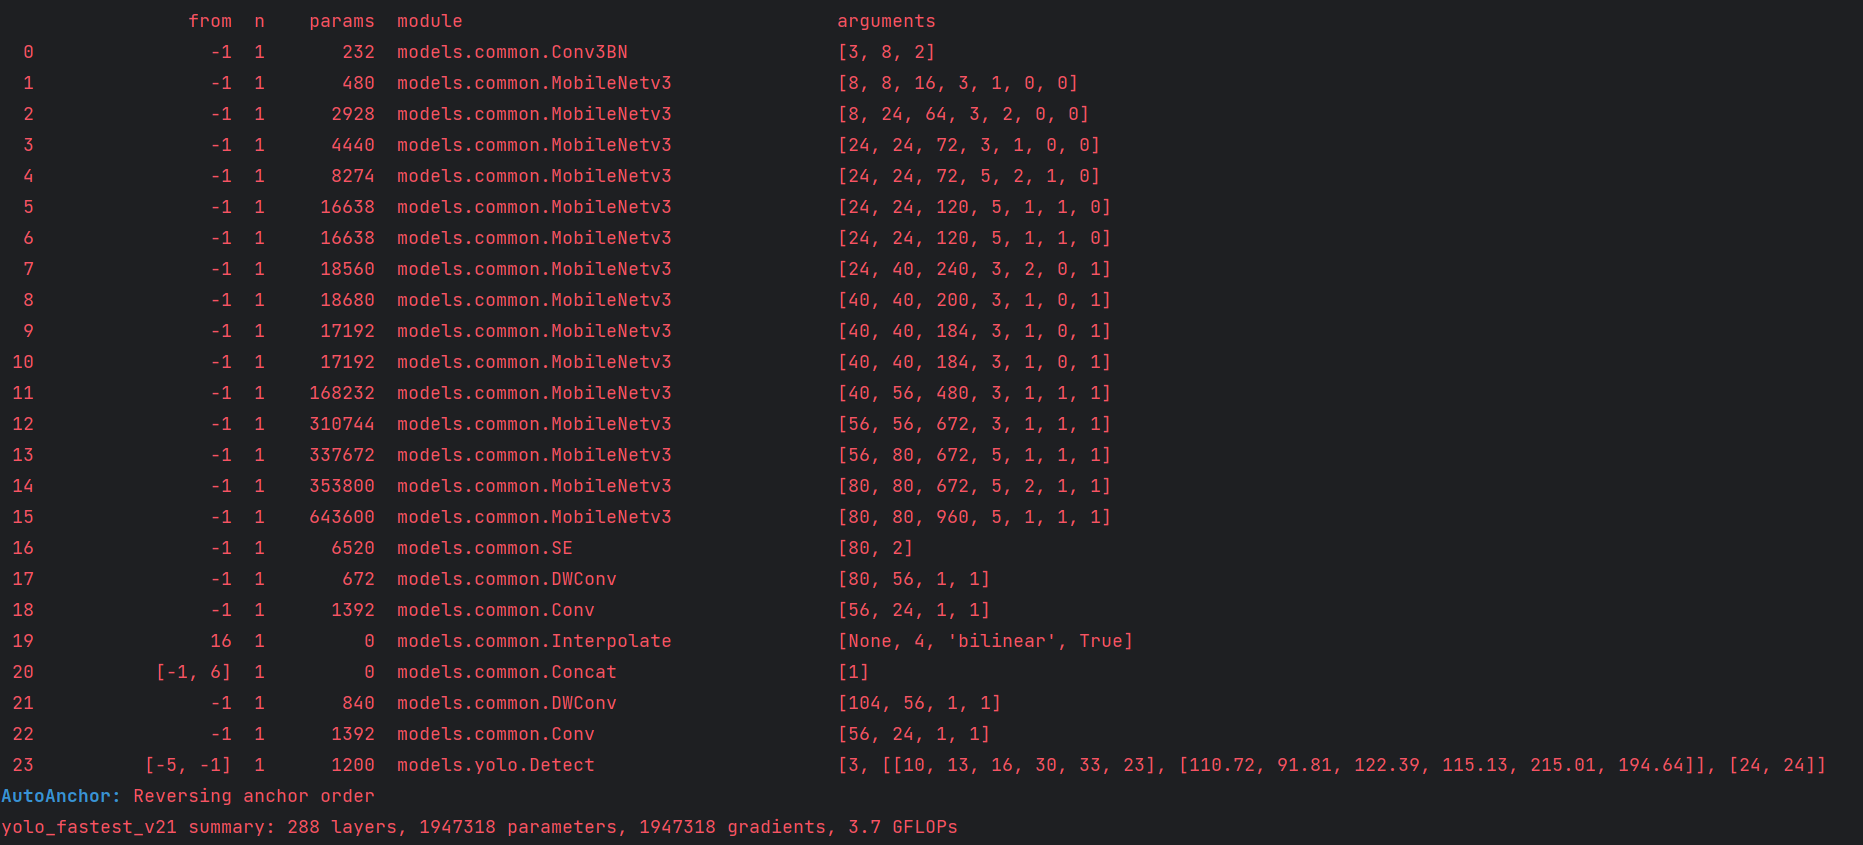 from n params module arguments
0 -1 1 232 models.common.Conv3BN [3, 8, 2]
1 -1 1 480 models.common.MobileNetv3 [8, 8, 16, 3, 1, 0, 0]
2 -1 1 2928 models.common.MobileNetv3 [8, 24, 64, 3, 2, 0, 0]
3 -1 1 4440 models.common.MobileNetv3 [24, 24, 72, 3, 1, 0, 0]
4 -1 1 8274 models.common.MobileNetv3 [24, 24, 72, 5, 2, 1, 0]
5 -1 1 16638 models.common.MobileNetv3 [24, 24, 120, 5, 1, 1, 0]
6 -1 1 16638 models.common.MobileNetv3 [24, 24, 120, 5, 1, 1, 0]
7 -1 1 18560 models.common.MobileNetv3 [24, 40, 240, 3, 2, 0, 1]
8 -1 1 18680 models.common.MobileNetv3 [40, 40, 200, 3, 1, 0, 1]
9 -1 1 17192 models.common.MobileNetv3 [40, 40, 184, 3, 1, 0, 1]
10 -1 1 17192 models.common.MobileNetv3 [40, 40, 184, 3, 1, 0, 1]
11 -1 1 168232 models.common.MobileNetv3 [40, 56, 480, 3, 1, 1, 1]
12 -1 1 310744 models.common.MobileNetv3 [56, 56, 672, 3, 1, 1, 1]
13 -1 1 337672 models.common.MobileNetv3 [56, 80, 672, 5, 1, 1, 1]
14 -1 1 353800 models.common.MobileNetv3 [80, 80, 672, 5, 2, 1, 1]
15 -1 1 643600 models.common.MobileNetv3 [80, 80, 960, 5, 1, 1, 1]
16 -1 1 6520 models.common.SE [80, 2]
17 -1 1 672 models.common.DWConv [80, 56, 1, 1]
18 -1 1 1392 models.common.Conv [56, 24, 1, 1]
19 16 1 0 models.common.Interpolate [None, 4, 'bilinear', True]
20 [-1, 6] 1 0 models.common.Concat [1]
21 -1 1 840 models.common.DWConv [104, 56, 1, 1]
22 -1 1 1392 models.common.Conv [56, 24, 1, 1]
23 [-5, -1] 1 1200 models.yolo.Detect [3, [[10, 13, 16, 30, 33, 23], [110.72, 91.81, 122.39, 115.13, 215.01, 194.64]], [24, 24]]
AutoAnchor: Reversing anchor order
yolo_fastest_v21 summary: 288 layers, 1947318 parameters, 1947318 gradients, 3.7 GFLOPs